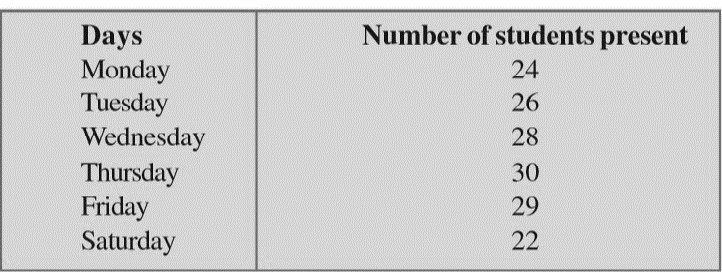 Days Number of students present
Monday 24
Tuesday 26
Wednesday 28
Thursday 30
Friday 29
Saturday 22